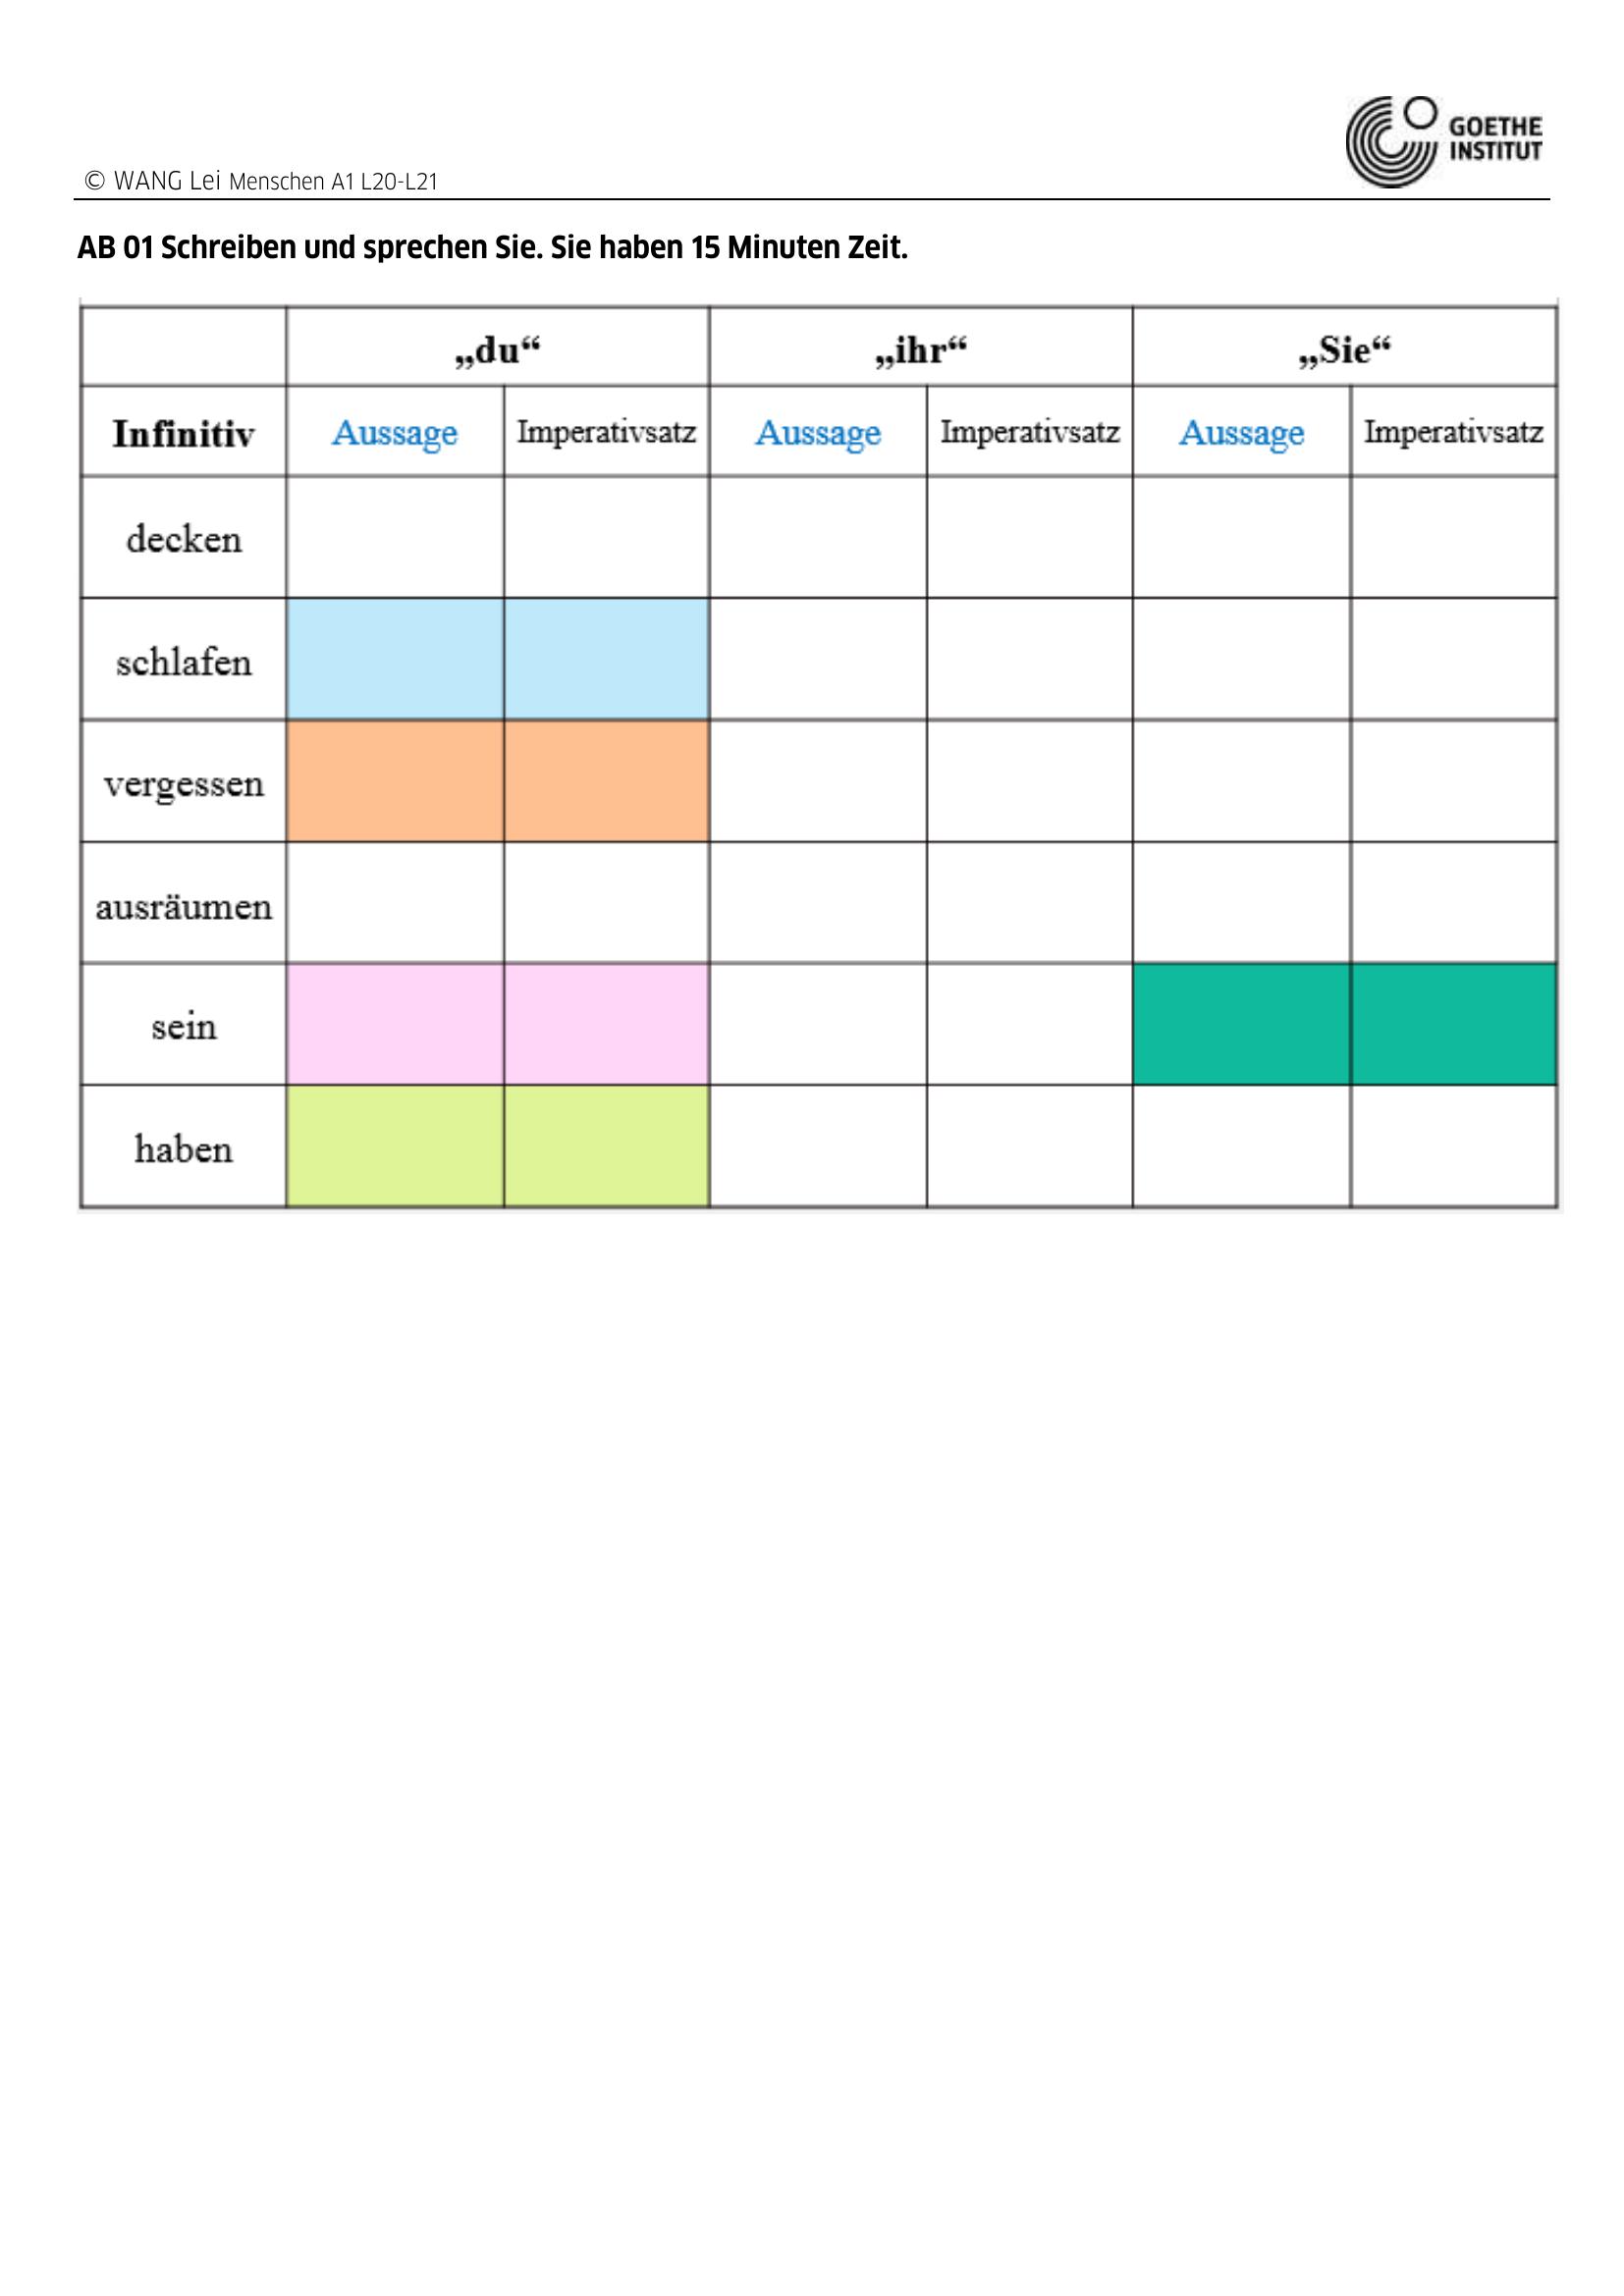 GOETHE
INSTITUT
© WANG Lei Menschen A1 L20-L21
AB 01 Schreiben und sprechen Sie. Sie haben 15 Minuten Zeit.
„du“ „ihr“ „Sie“
Infinitiv Aussage Imperativsatz Aussage Imperativsatz Aussage Imperativsatz
decken
schlafen
vergessen
ausräumen
sein
haben